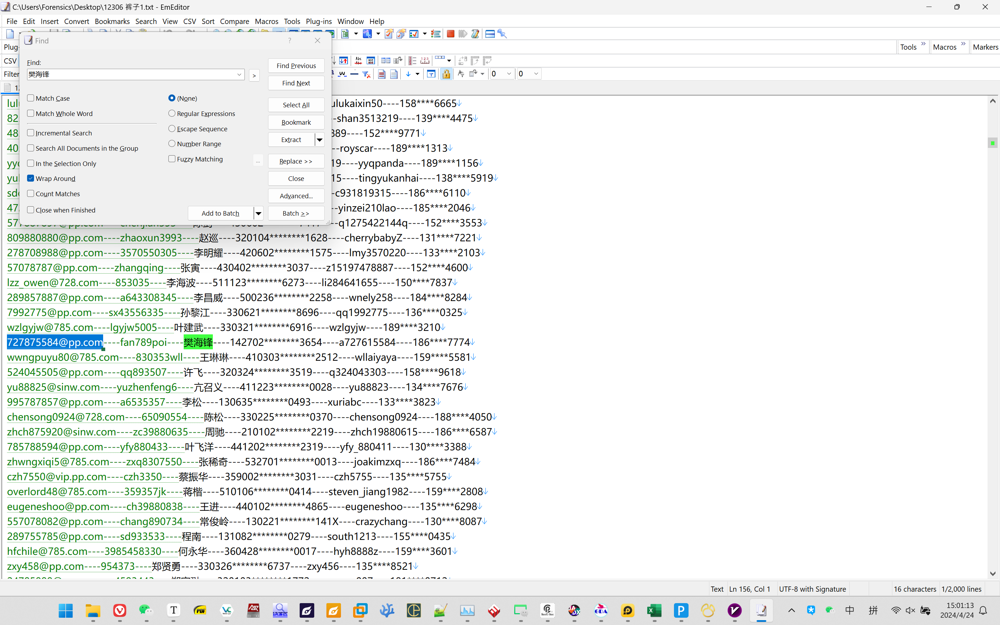 C:\Users\Forensics\Desktop\12306 裤子1.txt - EmEditor
File Edit Insert Convert Bookmarks Search View CSV Sort Compare Macros Tools Plug-ins Window Help
Find ?
Plug- Tools » Macros » Markers
CSV
Find:
Find Previous
Filter
樊海锋 >
0 0
Find Next
Match Case
(None)
Select All
Match Whole Word
Regular Expressions
Bookmark
Incremental Search
Escape Sequence
Extract
Search All Documents in the Group
Number Range
In the Selection Only
Fuzzy Matching ...
Replace >>
Wrap Around
Close
Count Matches
Advanced...
Close when Finished
Add to Batch
Batch >>
ulukaixin50----158****6665↓
-shan3513219----139****4475↓
389----152****9771↓
--royscar----189****1313↓
19----yyqpanda----189****1156↓
15----tingyukanhai----138****5919↓
-c931819315----186****6110↓
-yinzei210lao----185****2046↓
--q1275422144q----152****3553↓
809880880@pp.com----zhaoxun3993----赵巡----320104********1628----cherrybabyZ----131****7221↓
278708988@pp.com----3570550305----李明耀----420602********1575----lmy3570220----133****2103↓
57078787@pp.com----zhangqing----张寅----430402********3037----z15197478887----152****4600↓
lzz_owen@728.com----853035----李海波----511123********6273----li284641655----150****7837↓
289857887@pp.com----a643308345----李昌威----500236********2258----wnely258----184****8284↓
7992775@pp.com----sx43556335----孙黎江----330621********8696----qq1992775----136****0325↓
wzlgyjw@785.com----lgyjw5005----叶建武----330321********6916----wzlgyjw----189****3210↓
727875584@pp.com----fan789poi----樊海锋----142702********3654----a727615584----186****7774↓
wwngpuyu80@785.com----830353wll----王琳琳----410303********2512----wllaiyaya----159****5581↓
524045505@pp.com----qq893507----许飞----320324********3519----q324043303----158****9618↓
yu88825@sinw.com----yuzhenfeng6----亢召义----411223********0028----yu88823----134****7676↓
995787857@pp.com----a6535357----李松----130635********0493----xuriabc----133****3823↓
chensong0924@728.com----65090554----陈松----330225********0370----chensong0924----188****4050↓
zhch875920@sinw.com----zc39880635----周驰----210102********2219----zhch19880615----186****6587↓
785788594@pp.com----yfy880433----叶飞洋----441202********2319----yfy_880411----130****3388↓
zhwngxiqi5@785.com----zxq8307550----张稀奇----532701********0013----joakimzxq----186****7484↓
czh7550@vip.pp.com----czh3350----蔡振华----359002********3031----czh5755----135****5755↓
overlord48@785.com----359357jk----蒋楷----510106********0414----steven_jiang1982----159****2808↓
eugeneshoo@pp.com----ch39880838----王进----440102********4865----eugeneshoo----135****6298↓
557078082@pp.com----chang890734----常俊岭----130221********141X----crazychang----130****8087↓
289755785@pp.com----sd933533----程南----131082********0279----south1213----155****0435↓
hfchile@785.com----3985458330----何永华----360428********0017----hyh8888z----159****3601↓
zxy458@pp.com----954373----郑贤勇----330326********6737----zxy456----135****8521↓
Text Ln 156, Col 1 UTF-8 with Signature 16 characters 1/2,000 lines
中 拼
15:01:13
2024/4/24